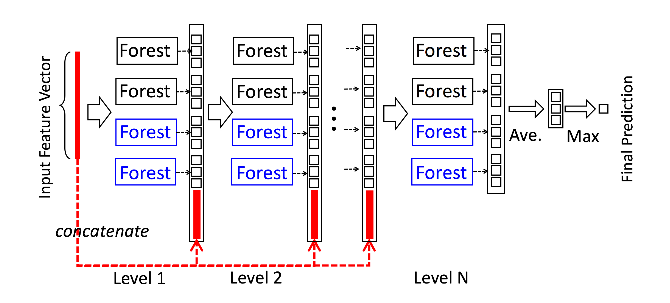 Input Feature Vector
Forest
Forest
Forest
Forest
Forest
Forest
Forest
Forest
Forest
Forest
Forest
Forest
Ave.
Max
Final Prediction
concatenate
Level 1
Level 2
Level N